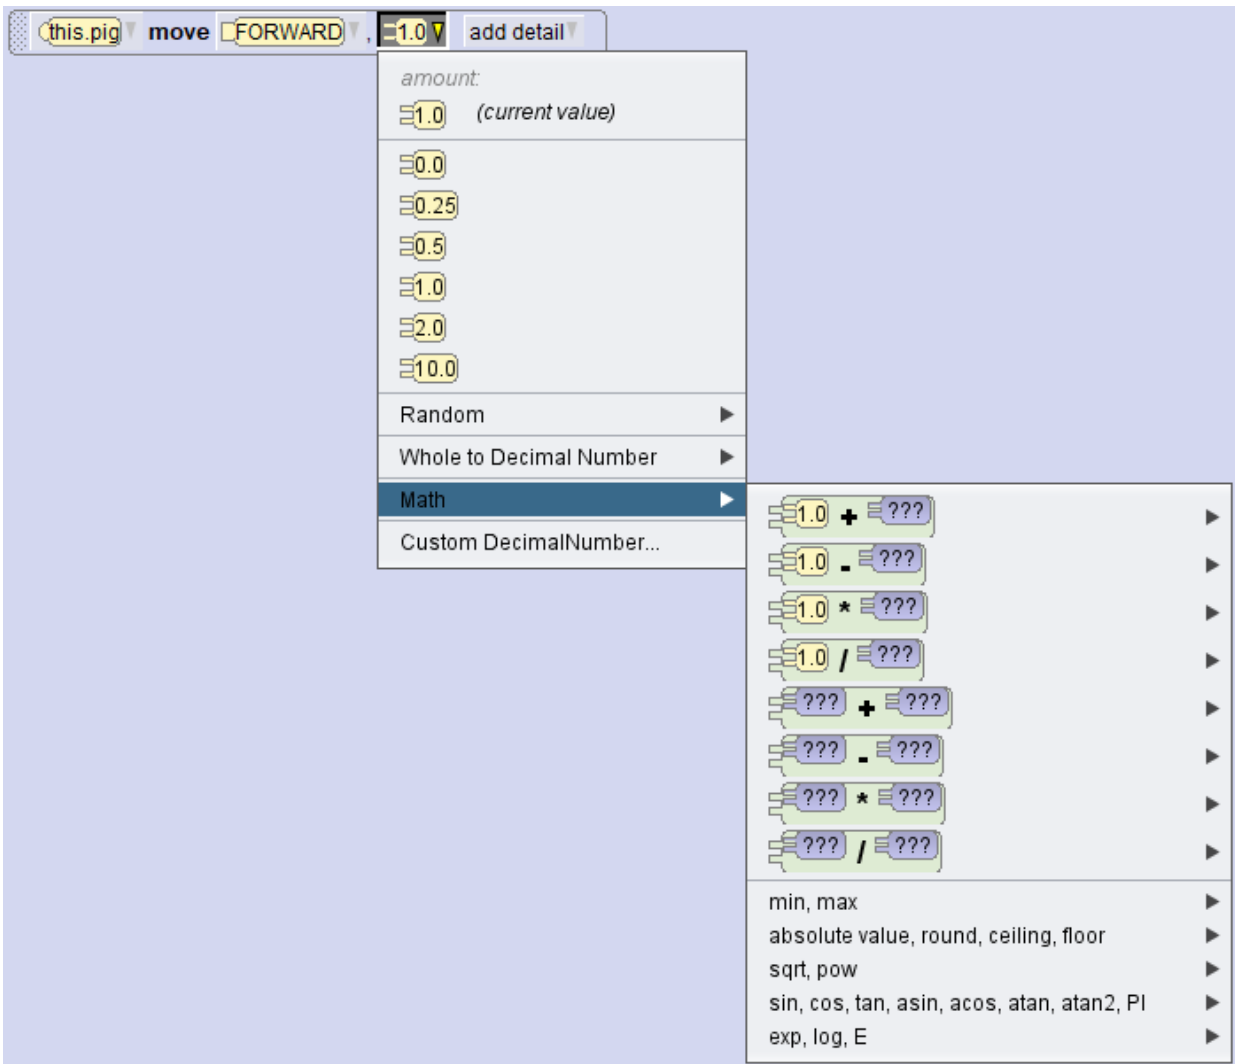 this.pig move FORWARD , 1.0 add detail
amount:
1.0 (current value)
0.0
0.25
0.5
1.0
2.0
10.0
Random
Whole to Decimal Number
Math
Custom DecimalNumber...
1.0 + ???
1.0 - ???
1.0 * ???
1.0 / ???
??? + ???
??? - ???
??? * ???
??? / ???
min, max
absolute value, round, ceiling, floor
sqrt, pow
sin, cos, tan, asin, acos, atan, atan2, PI
exp, log, E